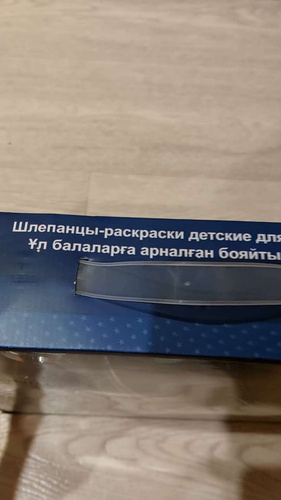 Шлепанцы-раскраски детские для
Ұл балаларға арналған бояйты